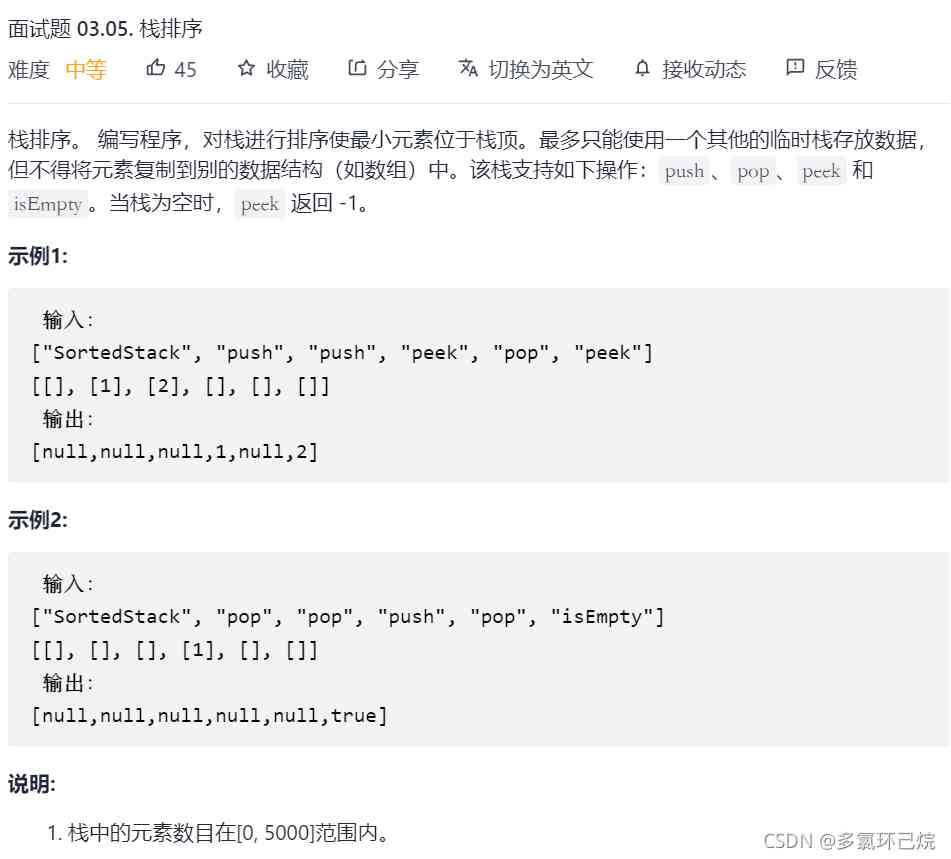 面试题 03.05. 栈排序
难度 中等 45 收藏 分享 切换为英文 接收动态 反馈
栈排序。 编写程序，对栈进行排序使最小元素位于栈顶。最多只能使用一个其他的临时栈存放数据，
但不得将元素复制到别的数据结构（如数组）中。该栈支持如下操作：push、pop、peek 和
isEmpty。当栈为空时，peek 返回 -1。
示例1:
输入：
["SortedStack", "push", "push", "peek", "pop", "peek"]
[[], [1], [2], [], [], []]
输出：
[null,null,null,1,null,2]
示例2:
输入：
["SortedStack", "pop", "pop", "push", "pop", "isEmpty"]
[[], [], [], [1], [], []]
输出：
[null,null,null,null,null,true]
说明:
1. 栈中的元素数目在[0, 5000]范围内。
CSDN @多氯环己烷